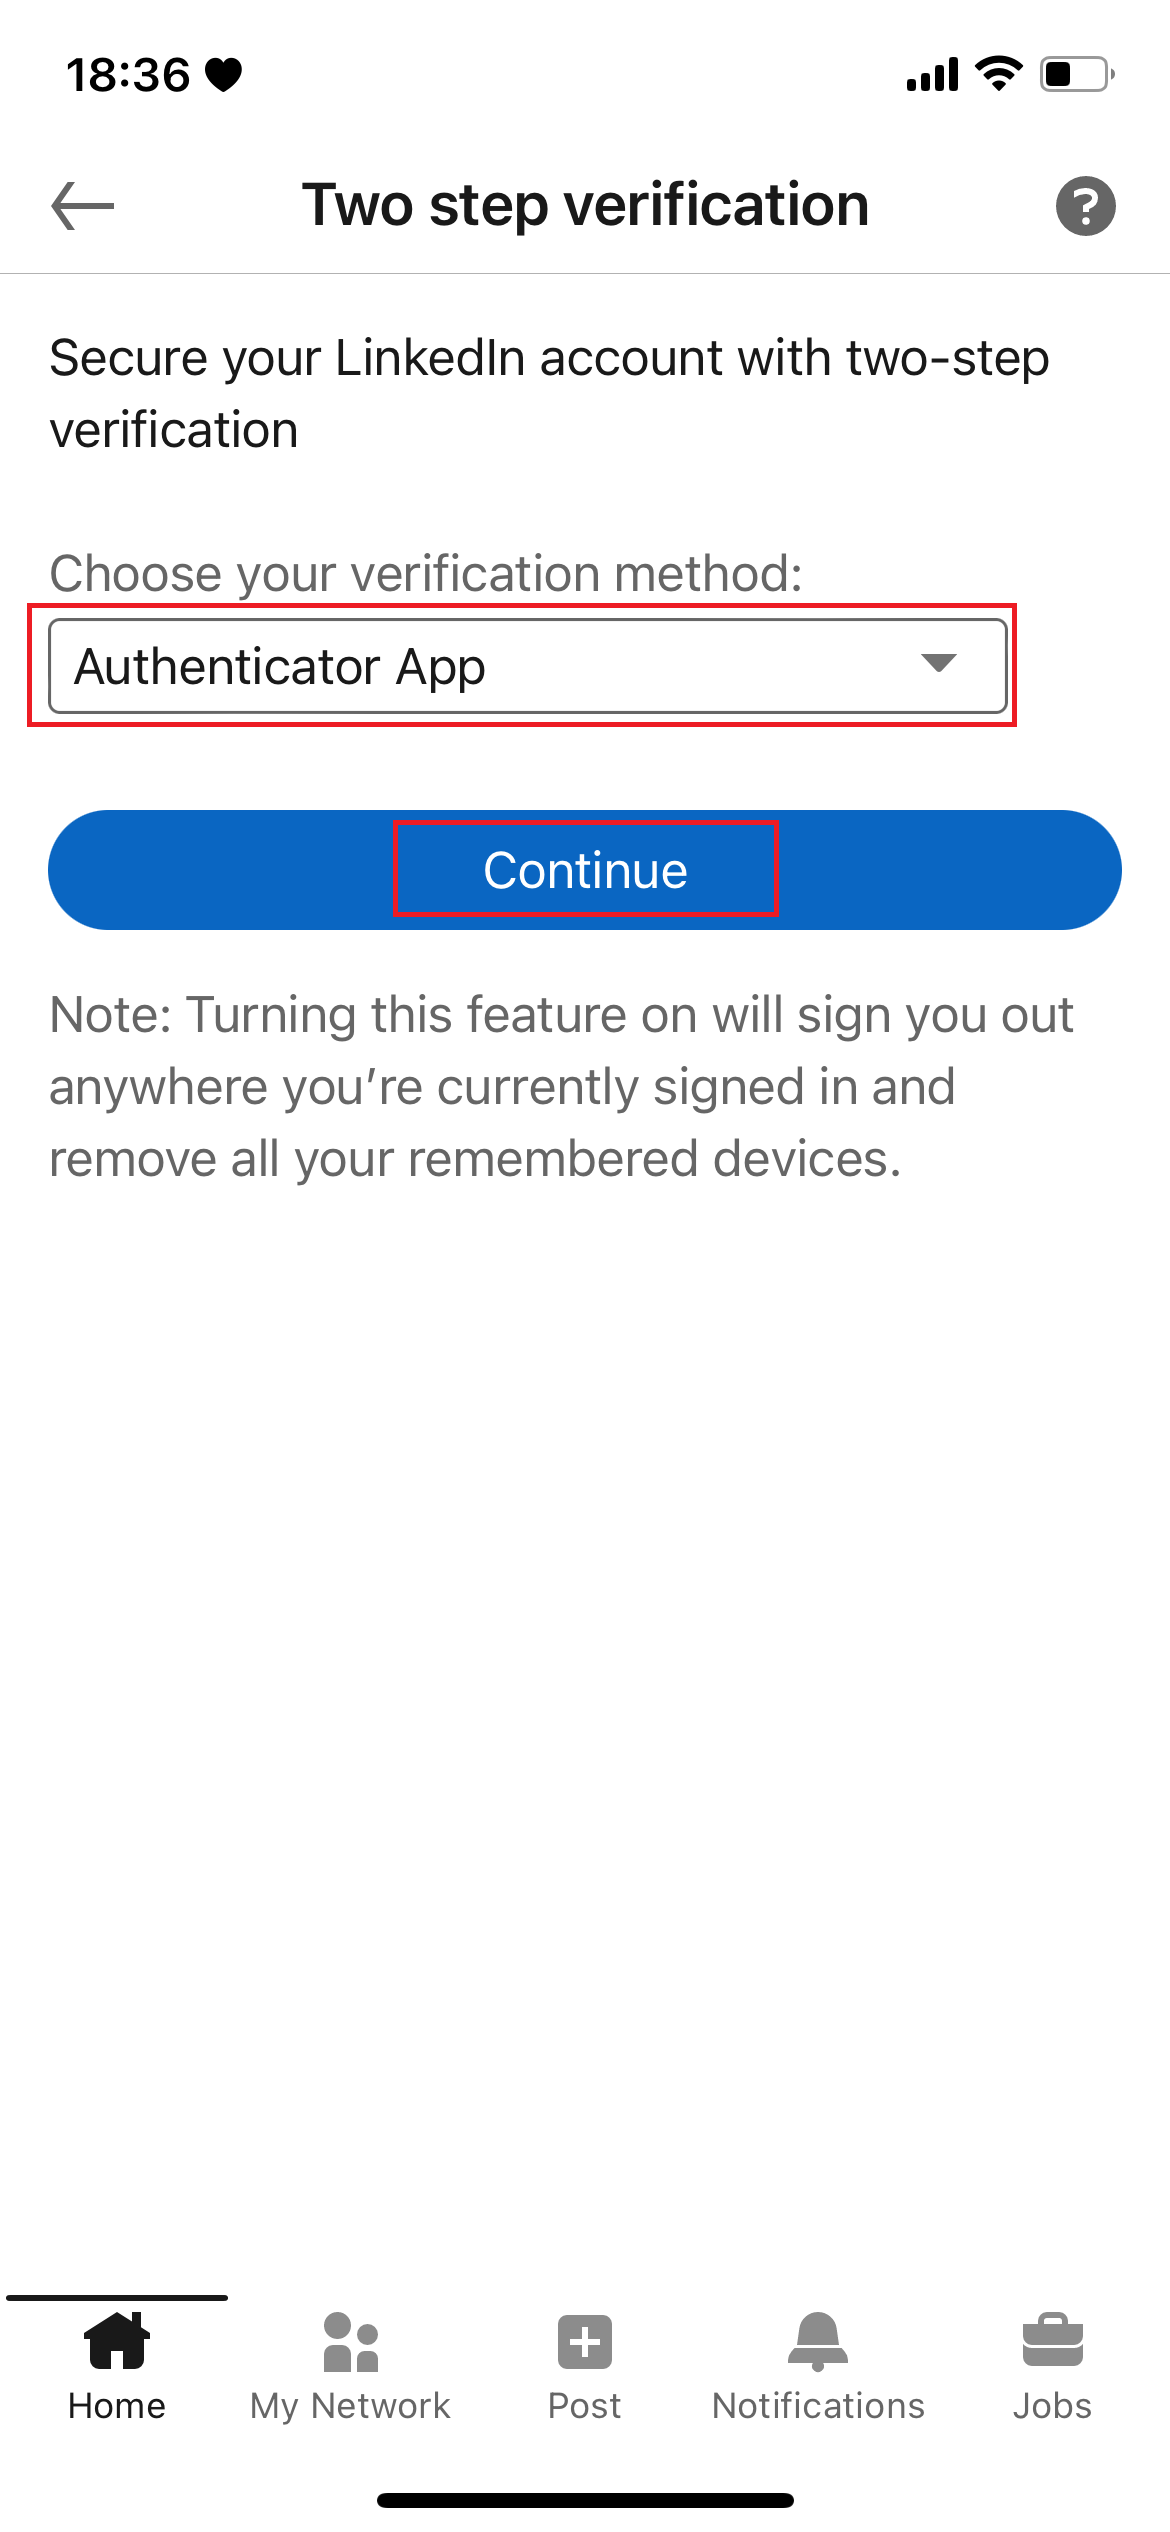 18:36
Two step verification
?
Secure your LinkedIn account with two-step
verification
Choose your verification method:
Authenticator App
Continue
Note: Turning this feature on will sign you out
anywhere you’re currently signed in and
remove all your remembered devices.
Home My Network Post Notifications Jobs